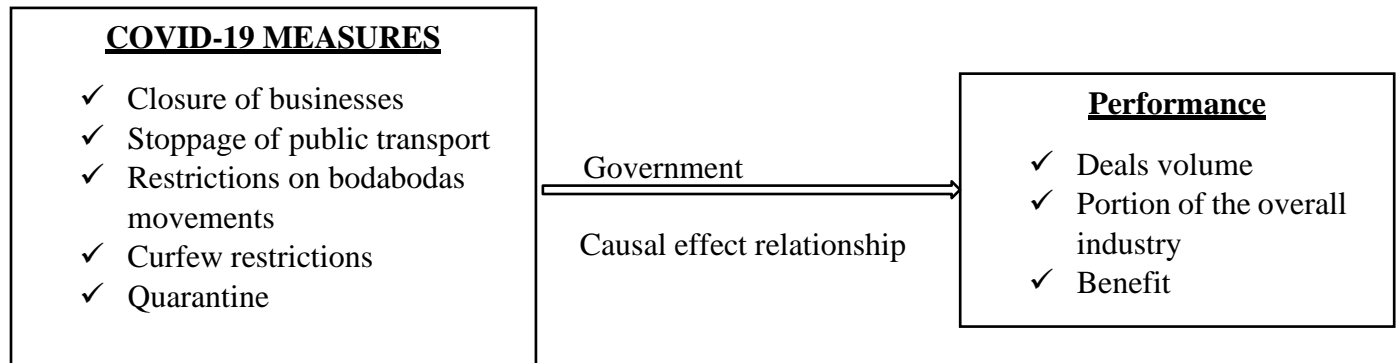 COVID-19 MEASURES
✓ Closure of businesses
✓ Stoppage of public transport
✓ Restrictions on bodabodas
movements
✓ Curfew restrictions
✓ Quarantine
Government
Causal effect relationship
Performance
✓ Deals volume
✓ Portion of the overall
industry
✓ Benefit